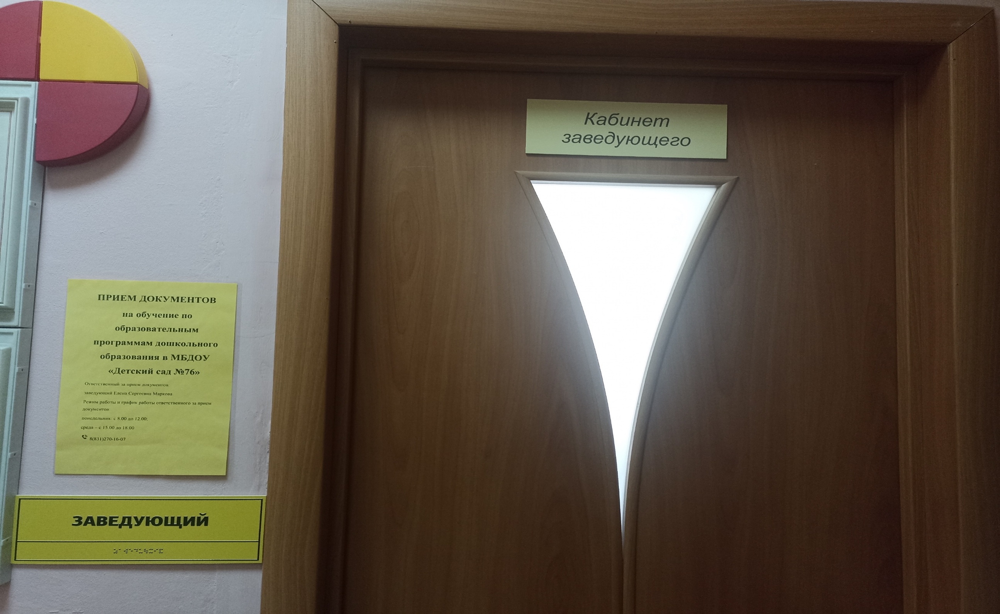 Кабинет
заведующего
ПРИЕМ ДОКУМЕНТОВ
на обучение по
образовательным
программам дошкольного
образования в МБДОУ
«Детский сад №76»
Ответственный за прием документов:
заведующий Елена Сергеевна Маркова.
Режим работы и график работы ответственного за прием
документов:
понедельник: с 8.00 до 12.00;
среда – с 15.00 до 18.00
8(831)270-16-07
ЗАВЕДУЮЩИЙ